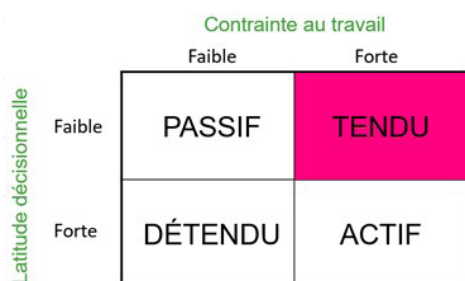 Contrainte au travail
Faible Forte
Latitude décisionnelle
Faible PASSIF TENDU
Forte DÉTENDU ACTIF